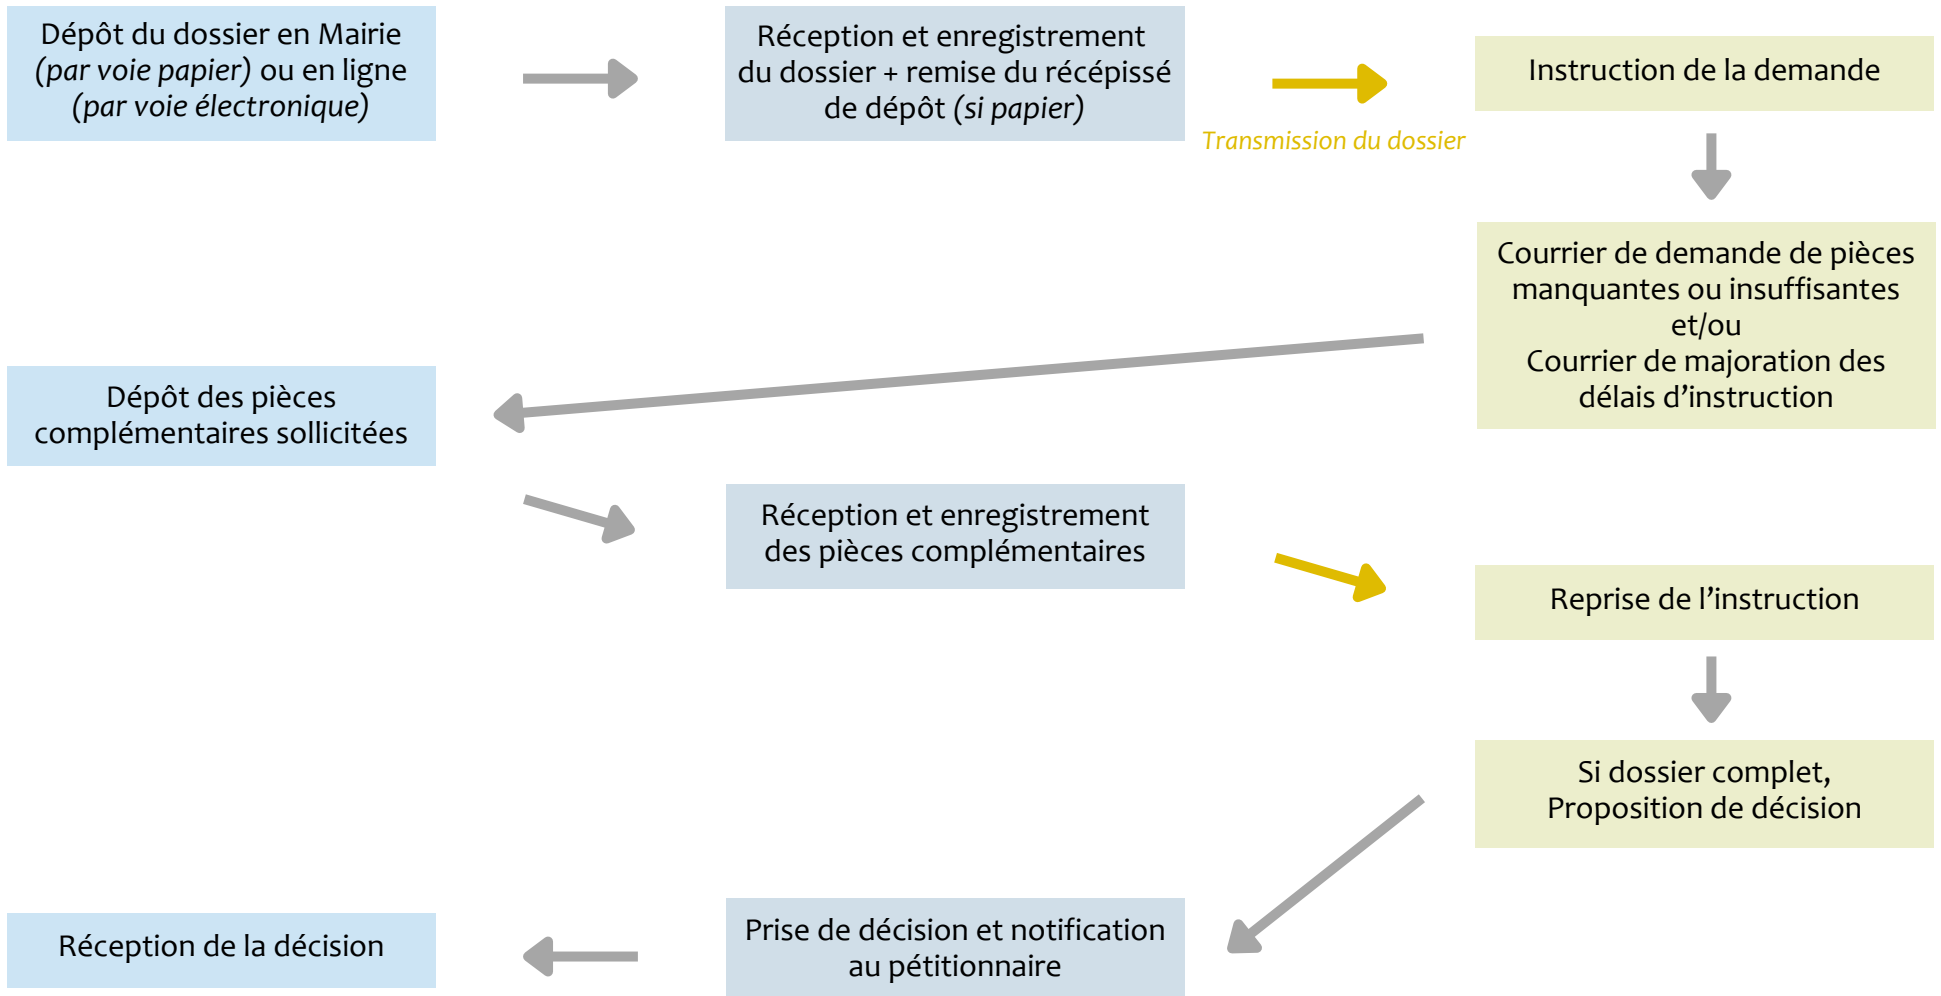 Dépôt du dossier en Mairie
(par voie papier) ou en ligne
(par voie électronique)
Réception et enregistrement
du dossier + remise du récépissé
de dépôt (si papier)
Transmission du dossier
Instruction de la demande
Courrier de demande de pièces
manquantes ou insuffisantes
et/ou
Courrier de majoration des
délais d’instruction
Dépôt des pièces
complémentaires sollicitées
Réception et enregistrement
des pièces complémentaires
Reprise de l’instruction
Si dossier complet,
Proposition de décision
Prise de décision et notification
au pétitionnaire
Réception de la décision